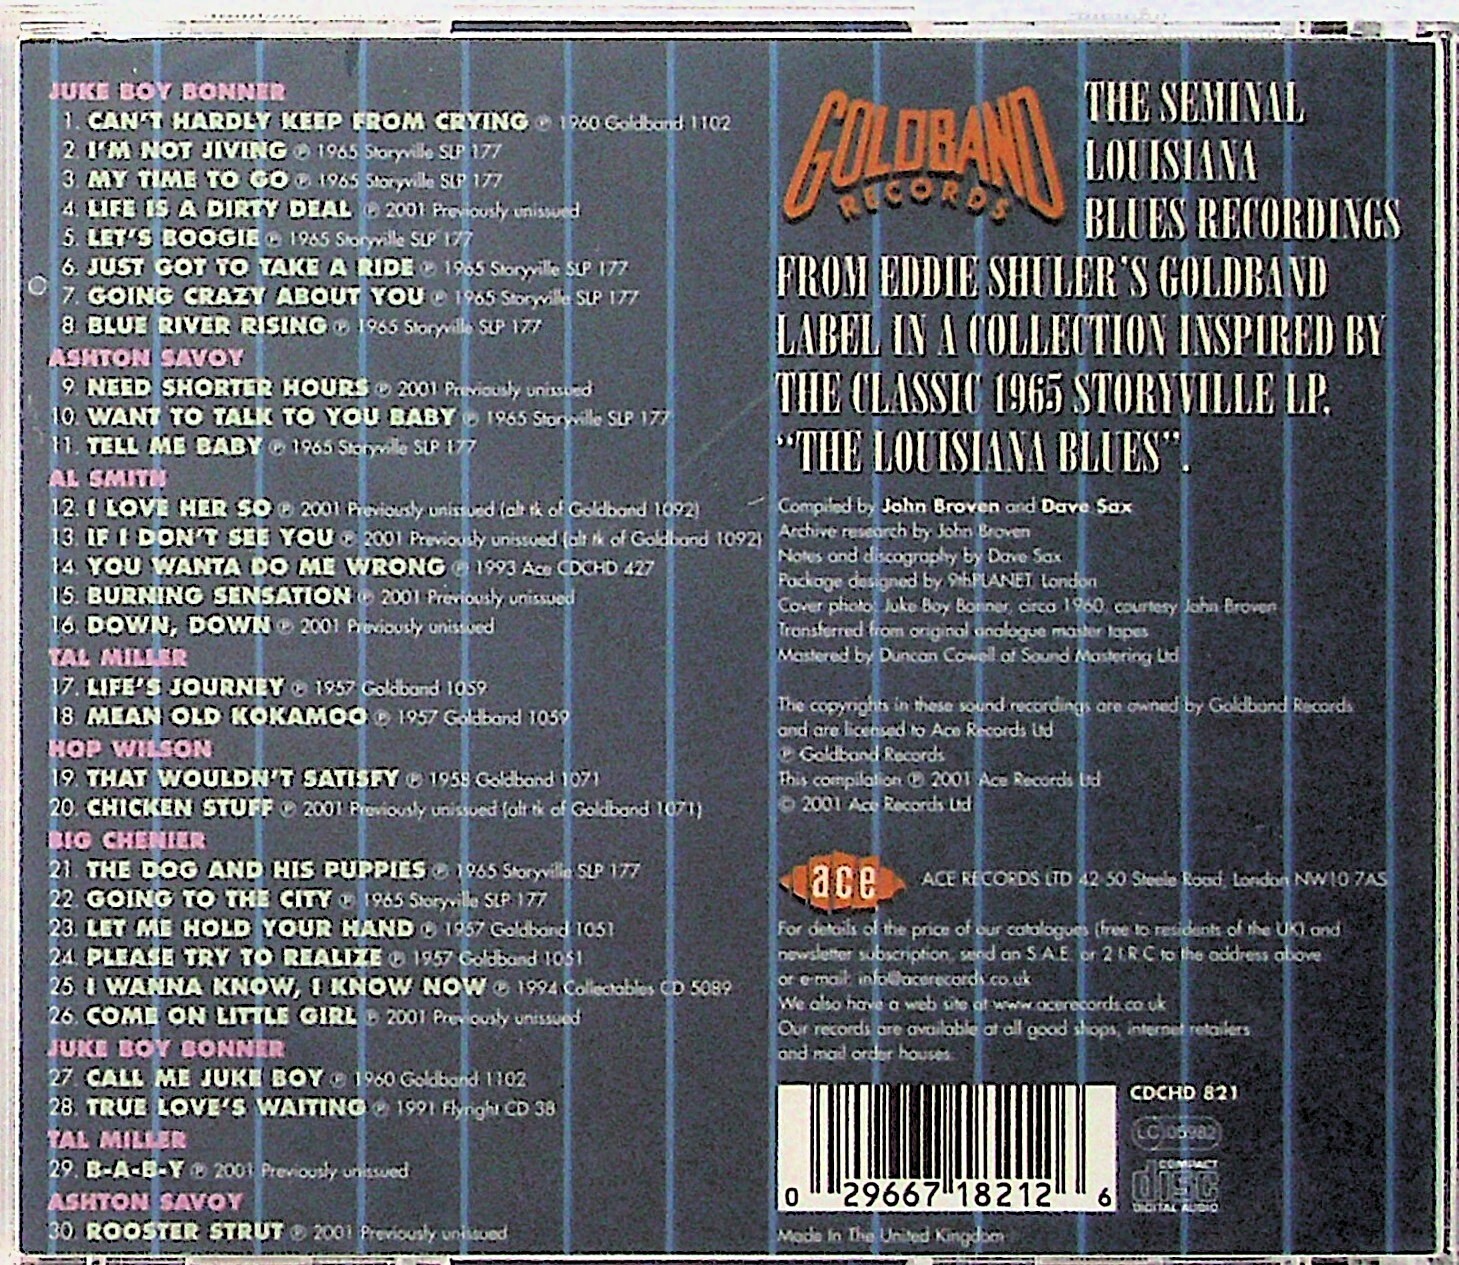 JUKE BOY BONNER
1. CAN'T HARDLY KEEP FROM CRYING ℗ 1960 Goldband 1102
2. I'M NOT JIVING ℗ 1965 Storyville SLP 177
3. MY TIME TO GO ℗ 1965 Storyville SLP 177
4. LIFE IS A DIRTY DEAL ℗ 2001 Previously unissued
5. LET'S BOOGIE ℗ 1965 Storyville SLP 177
6. JUST GOT TO TAKE A RIDE ℗ 1965 Storyville SLP 177
7. GOING CRAZY ABOUT YOU ℗ 1965 Storyville SLP 177
8. BLUE RIVER RISING ℗ 1965 Storyville SLP 177
ASHTON SAVOY
9. NEED SHORTER HOURS ℗ 2001 Previously unissued
10. WANT TO TALK TO YOU BABY ℗ 1965 Storyville SLP 177
11. TELL ME BABY ℗ 1965 Storyville SLP 177
AL SMITH
12. I LOVE HER SO ℗ 2001 Previously unissued (alt tk of Goldband 1092)
13. IF I DON'T SEE YOU ℗ 2001 Previously unissued (alt tk of Goldband 1092)
14. YOU WANTA DO ME WRONG ℗ 1993 Ace CDCHD 427
15. BURNING SENSATION ℗ 2001 Previously unissued
16. DOWN, DOWN ℗ 2001 Previously unissued
TAL MILLER
17. LIFE'S JOURNEY ℗ 1957 Goldband 1059
18. MEAN OLD KOKAMOO ℗ 1957 Goldband 1059
HOP WILSON
19. THAT WOULDN'T SATISFY ℗ 1958 Goldband 1071
20. CHICKEN STUFF ℗ 2001 Previously unissued (alt tk of Goldband 1071)
BIG CHENIER
21. THE DOG AND HIS PUPPIES ℗ 1965 Storyville SLP 177
22. GOING TO THE CITY ℗ 1965 Storyville SLP 177
23. LET ME HOLD YOUR HAND ℗ 1957 Goldband 1051
24. PLEASE TRY TO REALIZE ℗ 1957 Goldband 1051
25. I WANNA KNOW, I KNOW NOW ℗ 1994 Collectables CD 5089
26. COME ON LITTLE GIRL ℗ 2001 Previously unissued
JUKE BOY BONNER
27. CALL ME JUKE BOY ℗ 1960 Goldband 1102
28. TRUE LOVE'S WAITING ℗ 1991 Flyright CD 38
TAL MILLER
29. B-A-B-Y ℗ 2001 Previously unissued
ASHTON SAVOY
30. ROOSTER STRUT ℗ 2001 Previously unissued
GOLDBAND
RECORDS
THE SEMINAL
LOUISIANA
BLUES RECORDINGS
FROM EDDIE SHULER'S GOLDBAND
LABEL IN A COLLECTION INSPIRED BY
THE CLASSIC 1965 STORYVILLE LP,
"THE LOUISIANA BLUES".
Compiled by John Broven and Dave Sax
Archive research by John Broven
Notes and discography by Dave Sax
Package designed by 9thPLANET London
Cover photo: Juke Boy Bonner, circa 1960, courtesy John Broven
Transferred from original analogue master tapes
Mastered by Duncan Cowell at Sound Mastering Ltd
The copyrights in these sound recordings are owned by Goldband Records
and are licensed to Ace Records Ltd
℗ Goldband Records
This compilation ℗ 2001 Ace Records Ltd
© 2001 Ace Records Ltd
ace
ACE RECORDS LTD 42-50 Steele Road, London NW10 7AS
For details of the price of our catalogues (free to residents of the UK) and
newsletter subscription, send an S.A.E. or 2 I.R.C to the address above
or e-mail: info@acerecords.co.uk
We also have a web site at www.acerecords.co.uk
Our records are available at all good shops, internet retailers
and mail order houses.
0 29667 18212 6
CDCHD 821
LC 05982
COMPACT
disc
DIGITAL AUDIO
Made In The United Kingdom